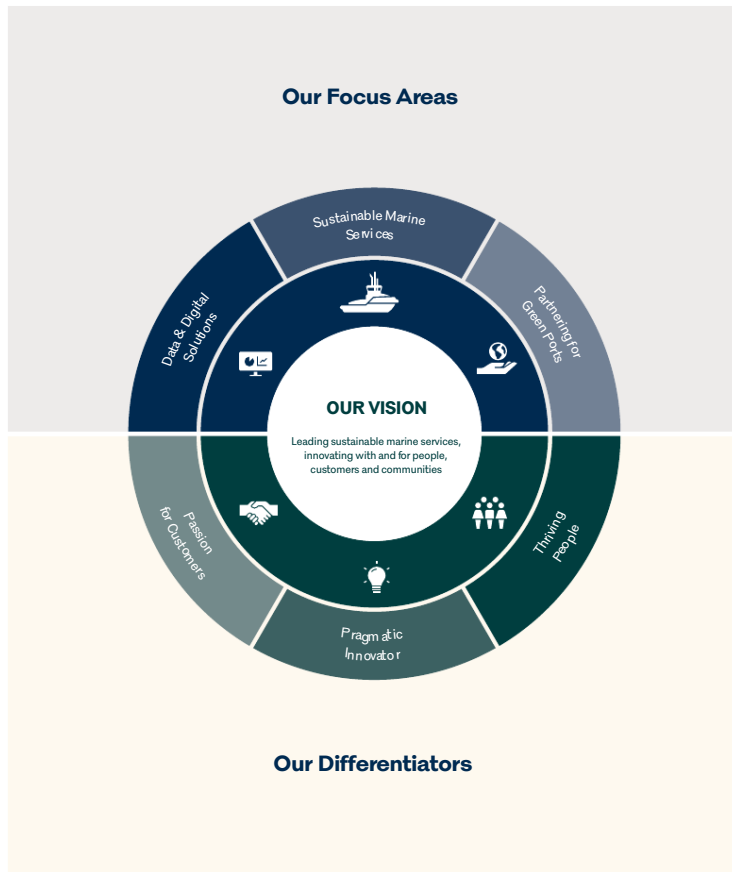 Our Focus Areas
Sustainable Marine
Services
Data & Digital
Solutions
Partnering for
Green Ports
OUR VISION
Leading sustainable marine services,
innovating with and for people,
customers and communities
Passion
for Customers
Thriving
People
Pragmatic
Innovator
Our Differentiators